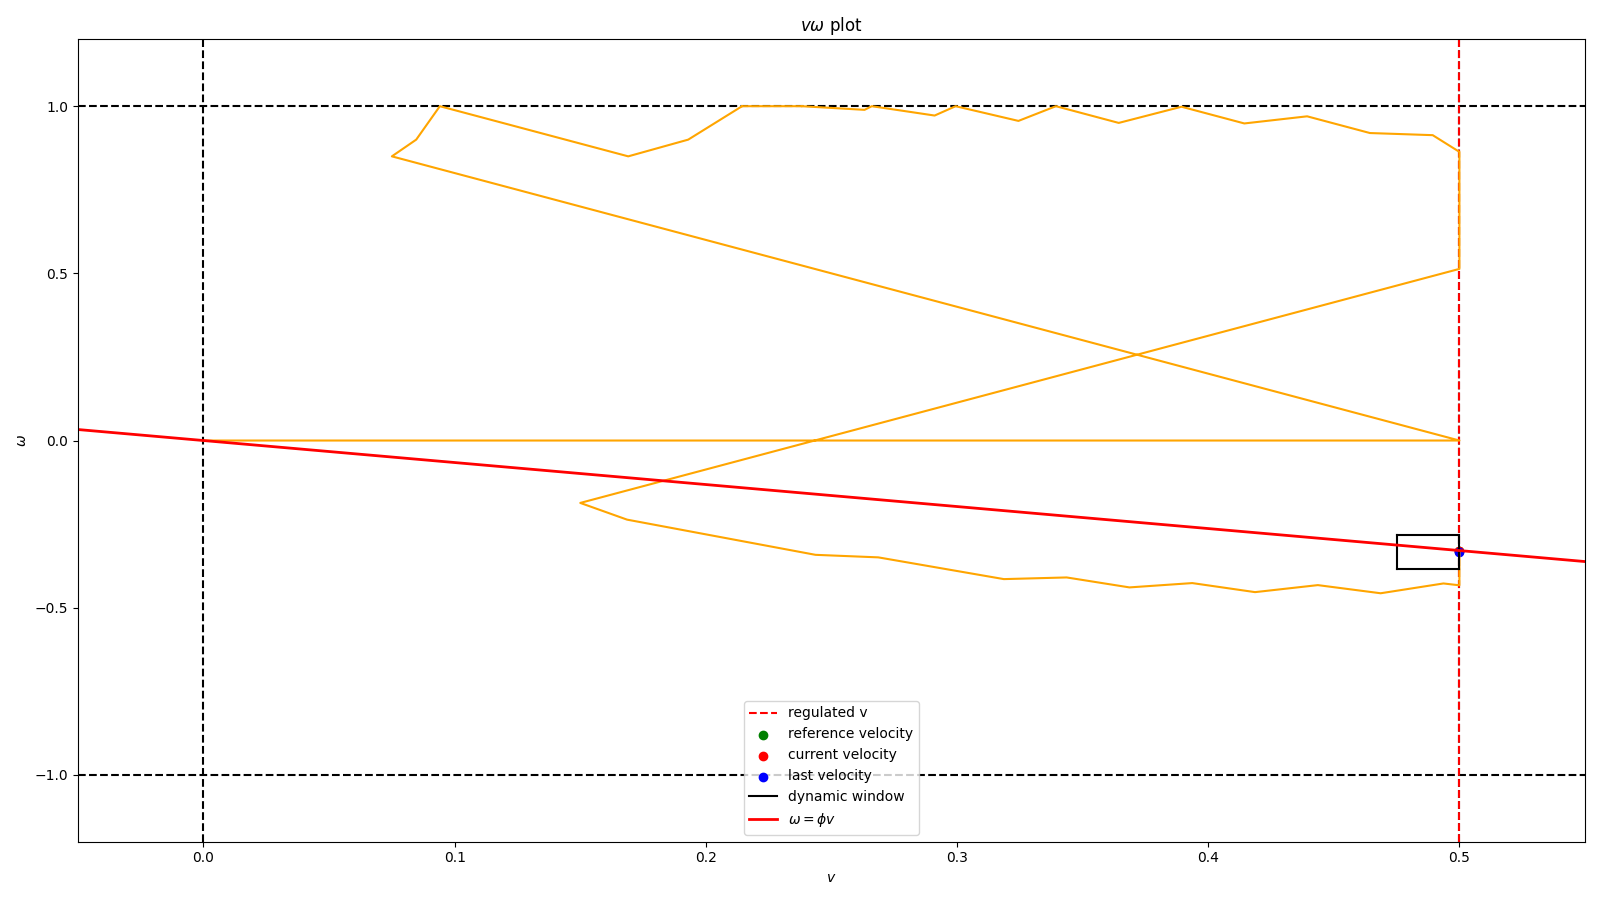 vω plot
1.0
0.5
0.0
−0.5
−1.0
ω
0.0 0.1 0.2 0.3 0.4 0.5
v
regulated v
reference velocity
current velocity
last velocity
dynamic window
ω = ϕv